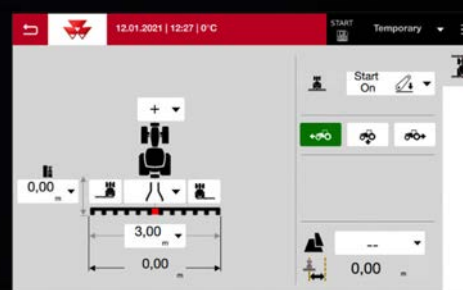 12.01.2021 | 12:27 | 0°C
START
Temporary
Start
On
+
0,00
m
3,00
m
0,00
m
--
0,00